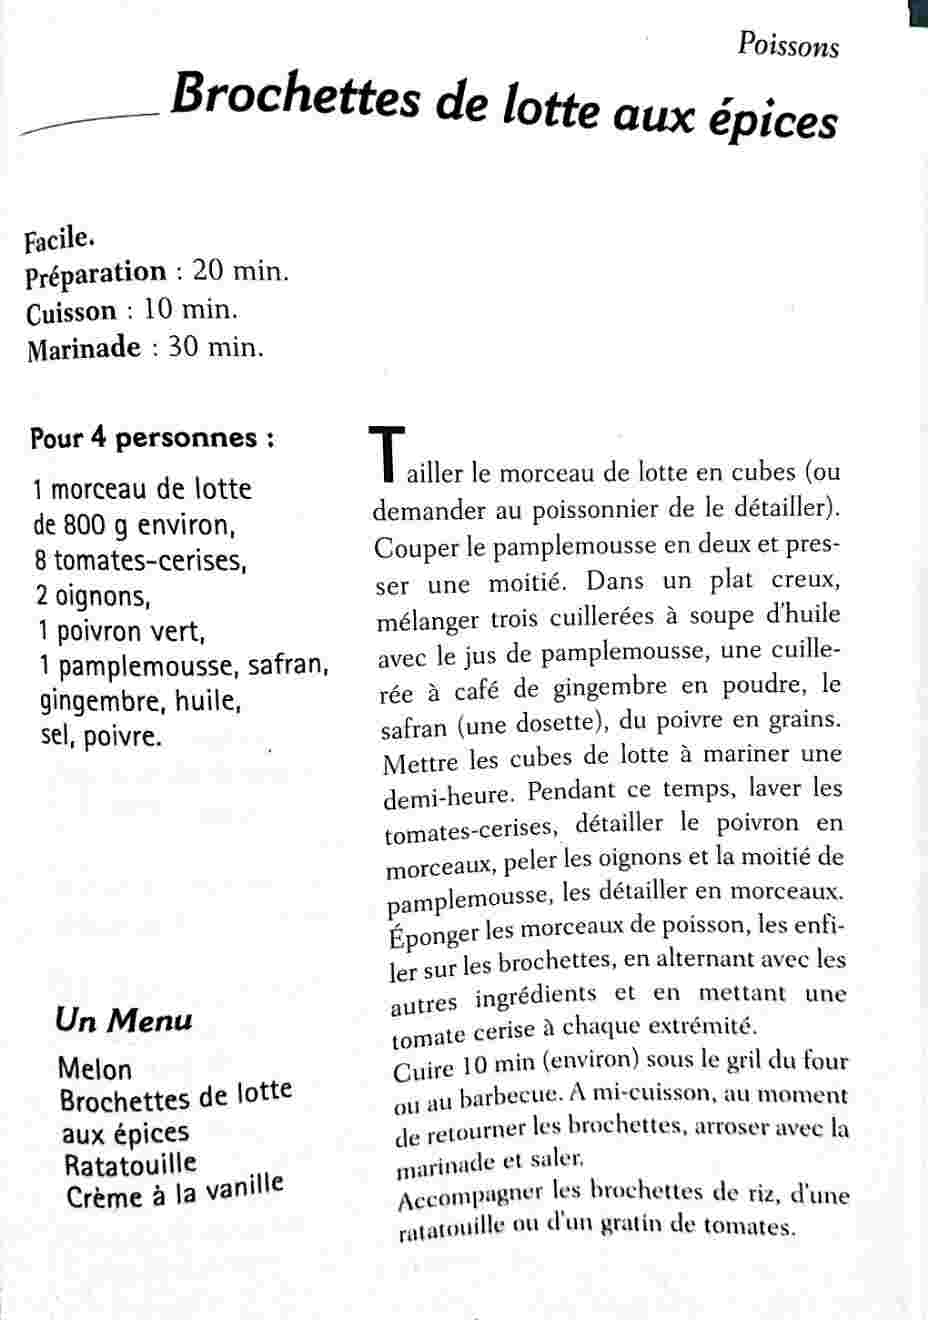 Poissons
Brochettes de lotte aux épices
Facile.
Préparation : 20 min.
Cuisson : 10 min.
Marinade : 30 min.
Pour 4 personnes :
1 morceau de lotte
de 800 g environ,
8 tomates-cerises,
2 oignons,
1 poivron vert,
1 pamplemousse, safran,
gingembre, huile,
sel, poivre.
Un Menu
Melon
Brochettes de lotte
aux épices
Ratatouille
Crème à la vanille
Tailler le morceau de lotte en cubes (ou
demander au poissonnier de le détailler).
Couper le pamplemousse en deux et pres-
ser une moitié. Dans un plat creux,
mélanger trois cuillerées à soupe d'huile
avec le jus de pamplemousse, une cuille-
rée à café de gingembre en poudre, le
safran (une dosette), du poivre en grains.
Mettre les cubes de lotte à mariner une
demi-heure. Pendant ce temps, laver les
tomates-cerises, détailler le poivron en
morceaux, peler les oignons et la moitié de
pamplemousse, les détailler en morceaux.
Éponger les morceaux de poisson, les enfi-
ler sur les brochettes, en alternant avec les
autres ingrédients et en mettant une
tomate cerise à chaque extrémité.
Cuire 10 min (environ) sous le gril du four
ou au barbecue. A mi-cuisson, au moment
de retourner les brochettes, arroser avec la
marinade et saler.
Accompagner les brochettes de riz, d'une
ratatouille ou d'un gratin de tomates.